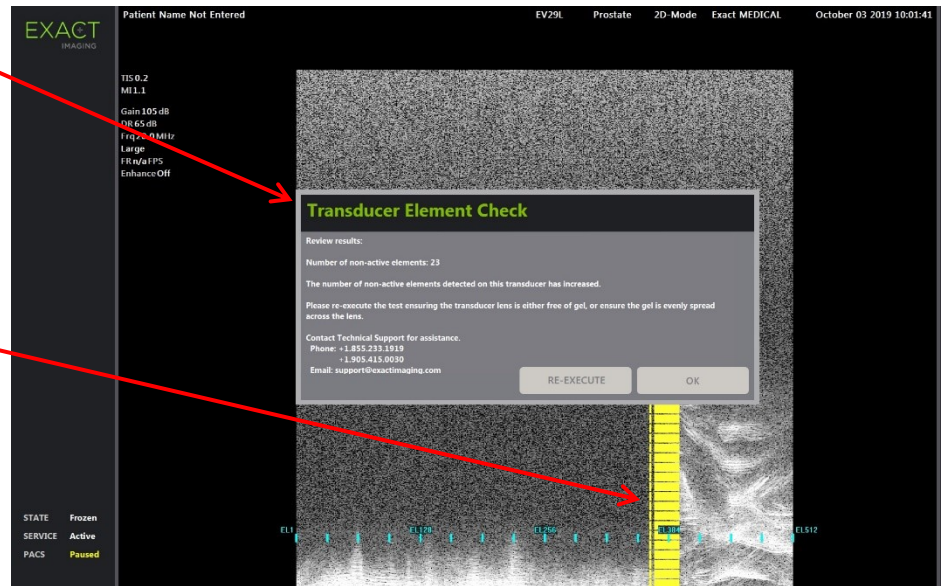 EXACT
IMAGING
Patient Name Not Entered
EV29L Prostate 2D-Mode Exact MEDICAL October 03 2019 10:01:41
TIS 0.2
MI 1.1
Gain 105 dB
DR 65 dB
Frq MHz
Large
FR n/a FPS
Enhance Off
Transducer Element Check
Review results:
Number of non-active elements: 23
The number of non-active elements detected on this transducer has increased.
Please re-execute the test ensuring the transducer lens is either free of gel, or ensure the gel is evenly spread
across the lens.
Contact Technical Support for assistance.
Phone: +1.855.233.1919
+1.905.415.0030
Email: support@exactimaging.com
RE-EXECUTE OK
EL1 EL128 EL256 EL384 EL512
STATE Frozen
SERVICE Active
PACS Paused